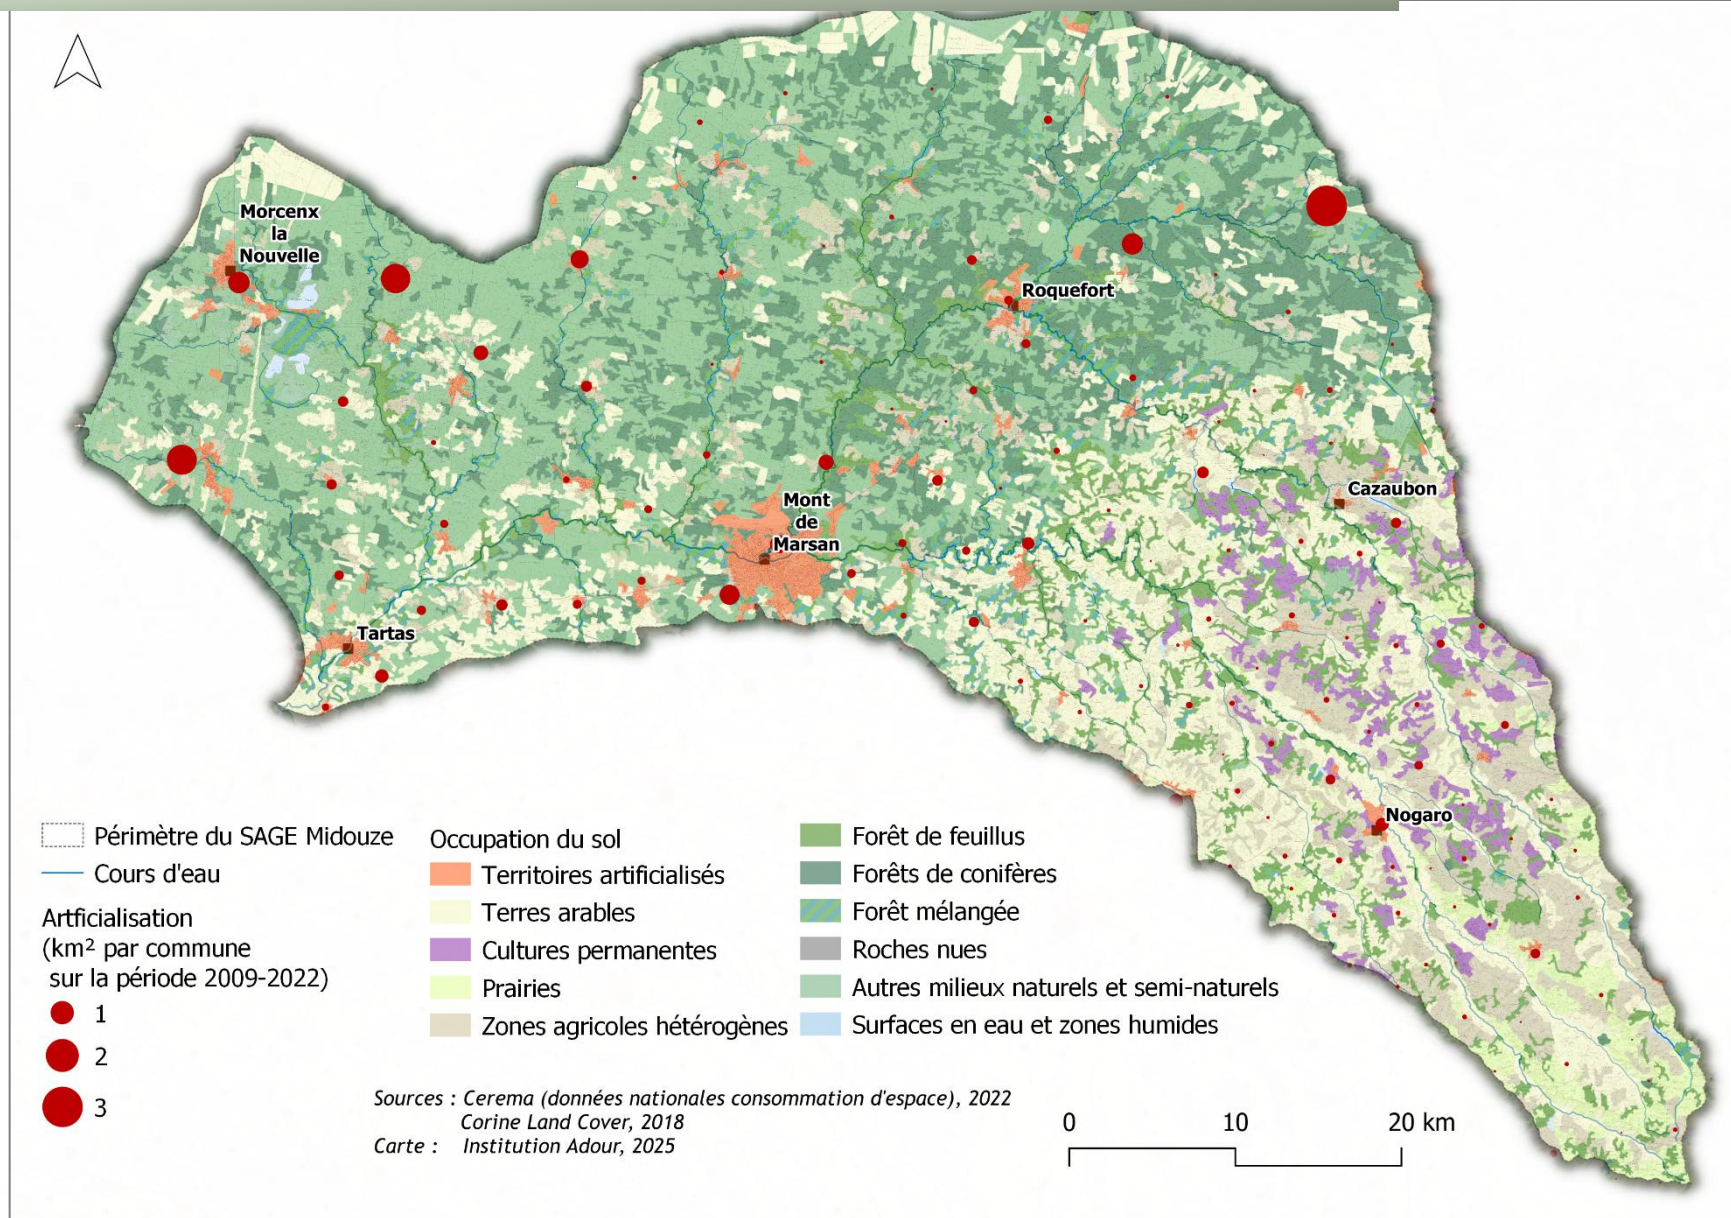 Morcenx
la
Nouvelle
Roquefort
Cazaubon
Mont
de
Marsan
Tartas
Nogaro
Périmètre du SAGE Midouze
Cours d'eau
Artficialisation
(km² par commune
sur la période 2009-2022)
1
2
3
Occupation du sol
Territoires artificialisés
Terres arables
Cultures permanentes
Prairies
Zones agricoles hétérogènes
Forêt de feuillus
Forêts de conifères
Forêt mélangée
Roches nues
Autres milieux naturels et semi-naturels
Surfaces en eau et zones humides
Sources : Cerema (données nationales consommation d'espace), 2022
Corine Land Cover, 2018
Carte : Institution Adour, 2025
0 10 20 km